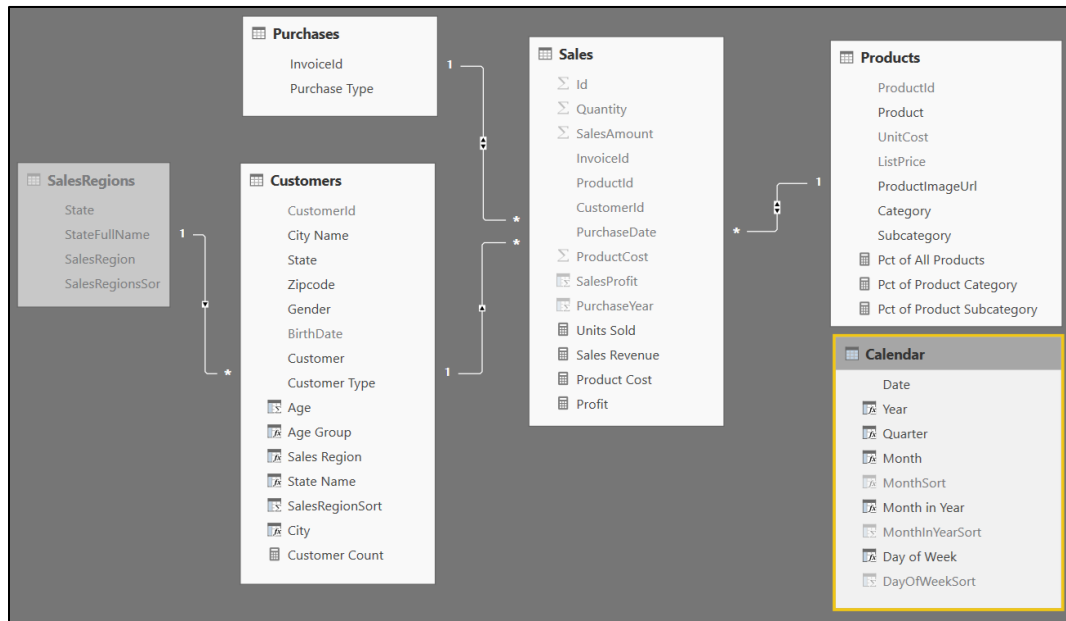 Purchases
InvoiceId
Purchase Type
1
SalesRegions
State
StateFullName
SalesRegion
SalesRegionsSor
1
*
Customers
CustomerId
City Name
State
Zipcode
Gender
BirthDate
Customer
Customer Type
Age
Age Group
Sales Region
State Name
SalesRegionSort
City
Customer Count
1
*
*
Sales
Σ Id
Σ Quantity
Σ SalesAmount
InvoiceId
ProductId
CustomerId
PurchaseDate
Σ ProductCost
SalesProfit
PurchaseYear
Units Sold
Sales Revenue
Product Cost
Profit
*
1
Products
ProductId
Product
UnitCost
ListPrice
ProductImageUrl
Category
Subcategory
Pct of All Products
Pct of Product Category
Pct of Product Subcategory
Calendar
Date
Year
Quarter
Month
MonthSort
Month in Year
MonthInYearSort
Day of Week
DayOfWeekSort